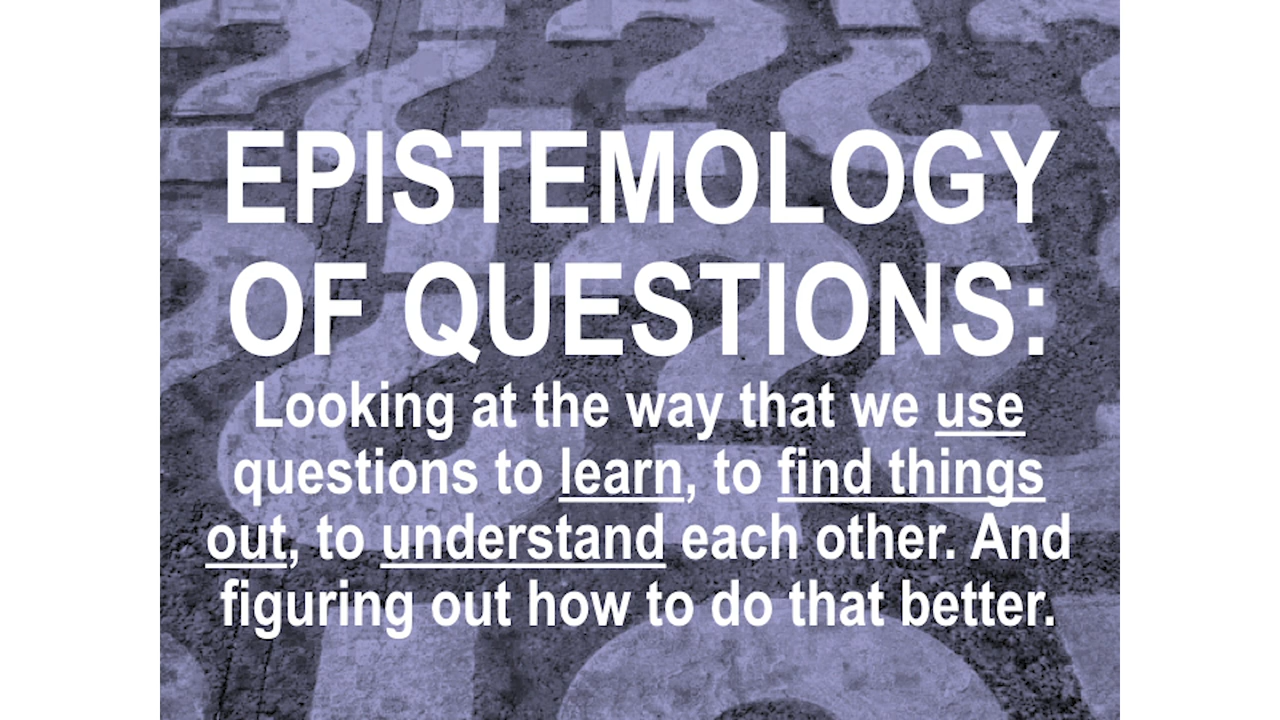 EPISTEMOLOGY
OF QUESTIONS:
Looking at the way that we use
questions to learn, to find things
out, to understand each other. And
figuring out how to do that better.